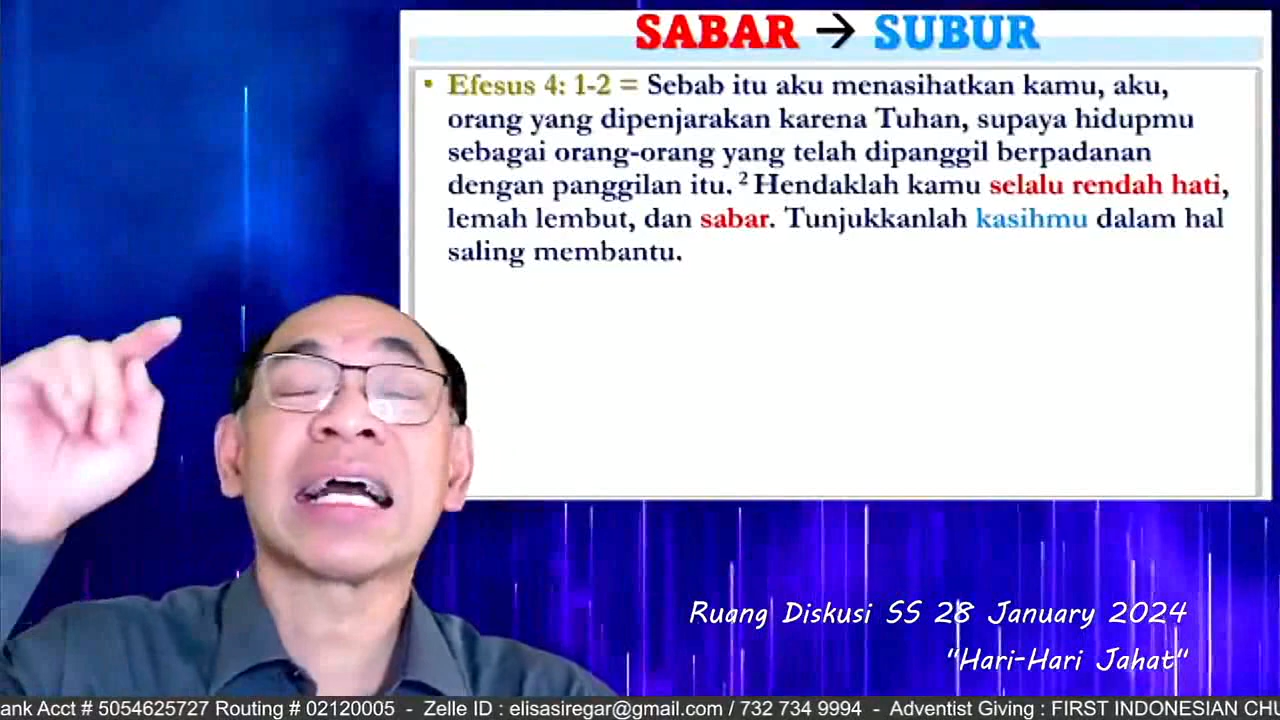 SABAR → SUBUR
• Efesus 4: 1-2 = Sebab itu aku menasihatkan kamu, aku,
orang yang dipenjarakan karena Tuhan, supaya hidupmu
sebagai orang-orang yang telah dipanggil berpadanan
dengan panggilan itu. ² Hendaklah kamu selalu rendah hati,
lemah lembut, dan sabar. Tunjukkanlah kasihmu dalam hal
saling membantu.
Ruang Diskusi SS 28 January 2024
"Hari-Hari Jahat"
ank Acct # 5054625727 Routing # 02120005 - Zelle ID : elisasiregar@gmail.com / 732 734 9994 - Adventist Giving : FIRST INDONESIAN CHU